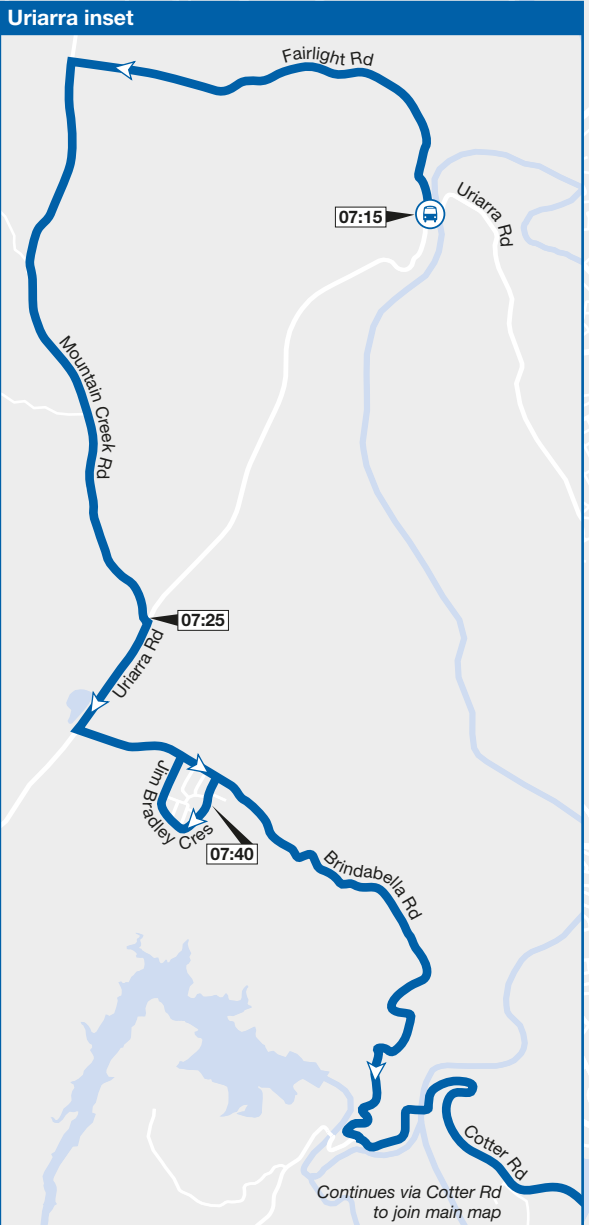 Uriarra inset
Fairlight Rd
Uriarra Rd
07:15
Mountain Creek Rd
07:25
Uriarra Rd
Jim Bradley Cres
07:40
Brindabella Rd
Cotter Rd
Continues via Cotter Rd
to join main map